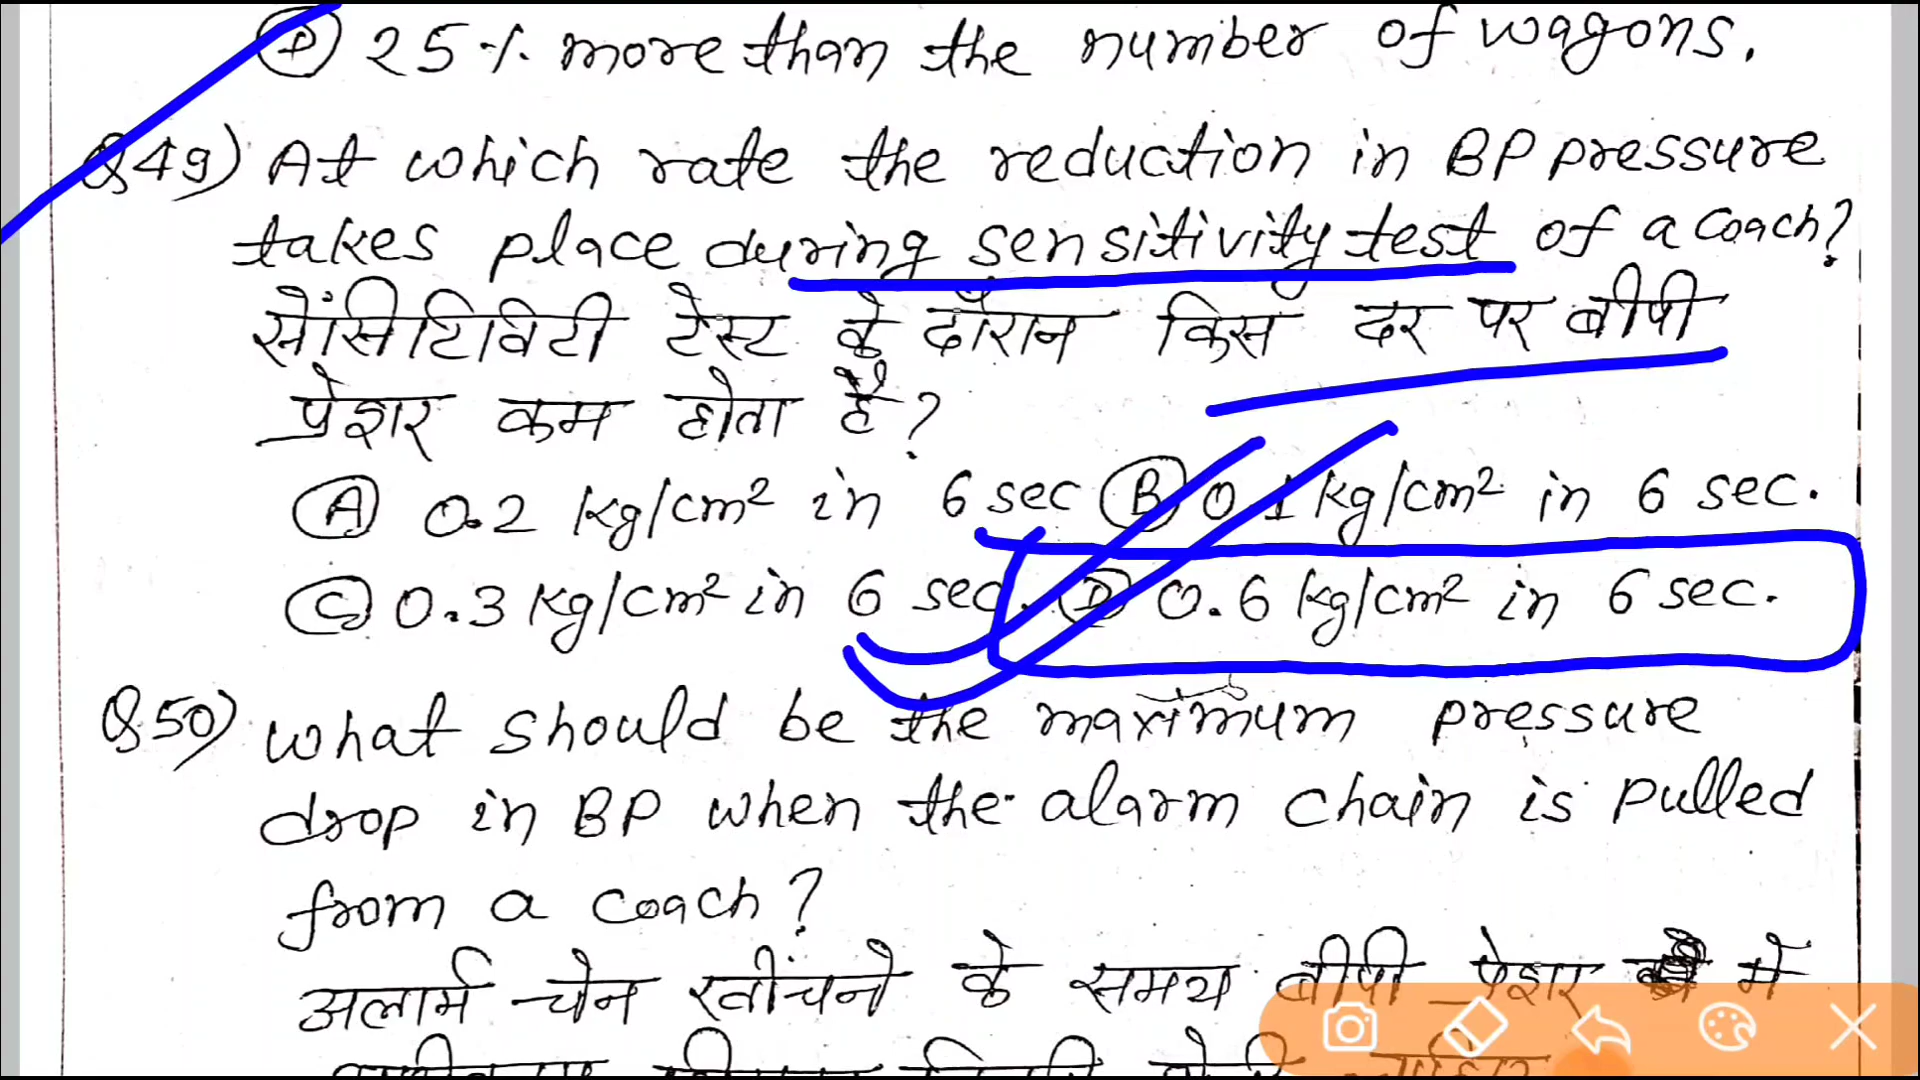 (D) 25% more than the number of wagons.
Q.49) At which rate the reduction in BP pressure
takes place during sensitivity test of a coach?
सेंसिटिविटी टेस्ट के दौरान किस दर पर बीपी
प्रेशर कम होता है?
(A) 0.2 kg/cm² in 6 sec (B) 0.1 kg/cm² in 6 sec.
(C) 0.3 kg/cm² in 6 sec. (D) 0.6 kg/cm² in 6 sec.
Q.50) What should be the maximum pressure
drop in BP when the alarm chain is pulled
from a coach?
अलार्म चेन खींचने के समय बीपी प्रेशर में